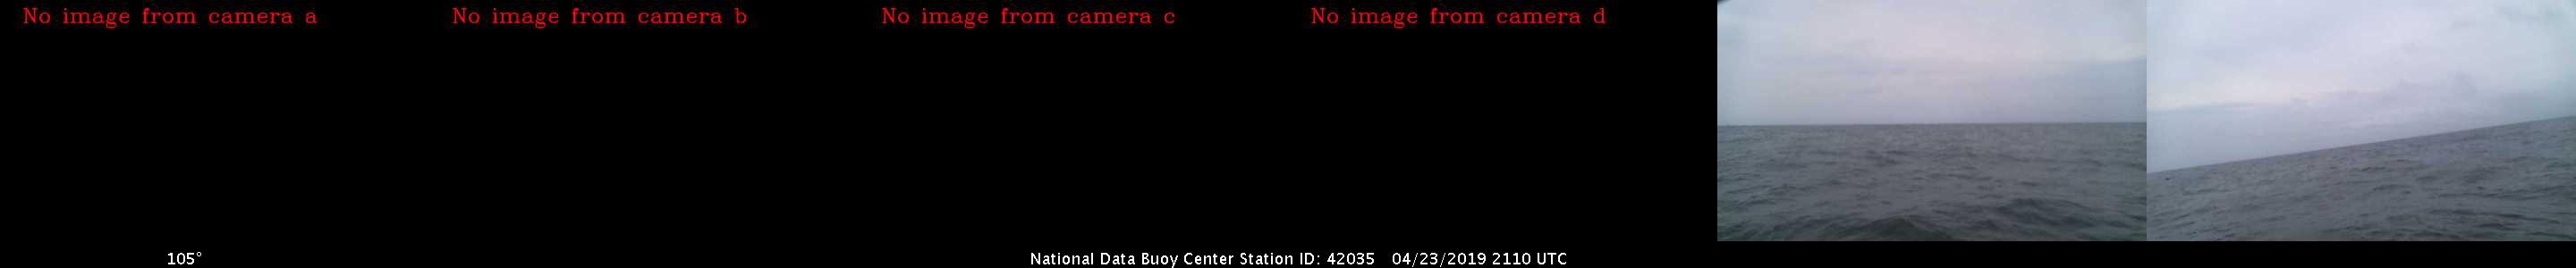 No image from camera a
No image from camera b
No image from camera c
No image from camera d
105°
National Data Buoy Center Station ID: 42035 04/23/2019 2110 UTC